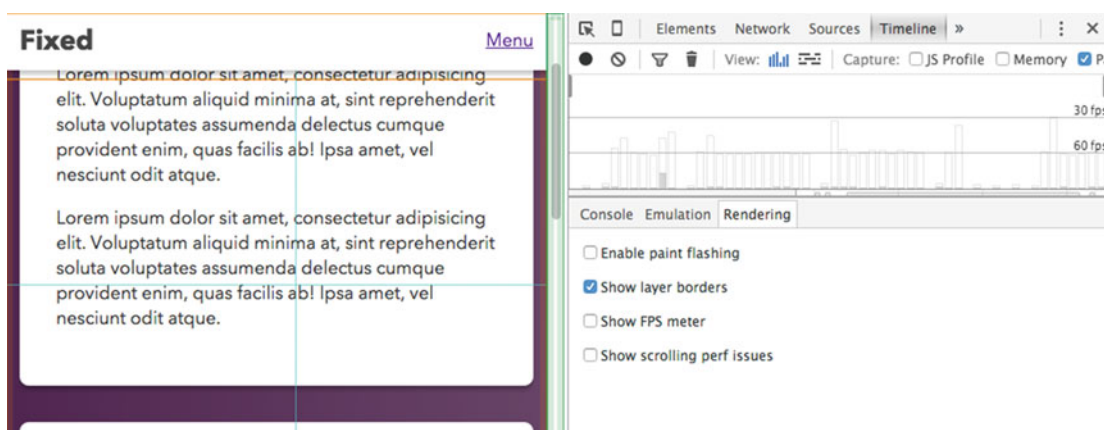 Fixed
Menu
Lorem ipsum dolor sit amet, consectetur adipisicing
elit. Voluptatum aliquid minima at, sint reprehenderit
soluta voluptates assumenda delectus cumque
provident enim, quas facilis ab! Ipsa amet, vel
nesciunt odit atque.
Lorem ipsum dolor sit amet, consectetur adipisicing
elit. Voluptatum aliquid minima at, sint reprehenderit
soluta voluptates assumenda delectus cumque
provident enim, quas facilis ab! Ipsa amet, vel
nesciunt odit atque.
Elements Network Sources Timeline »
View: Capture: JS Profile Memory P
30 fps
60 fps
Console Emulation Rendering
Enable paint flashing
Show layer borders
Show FPS meter
Show scrolling perf issues